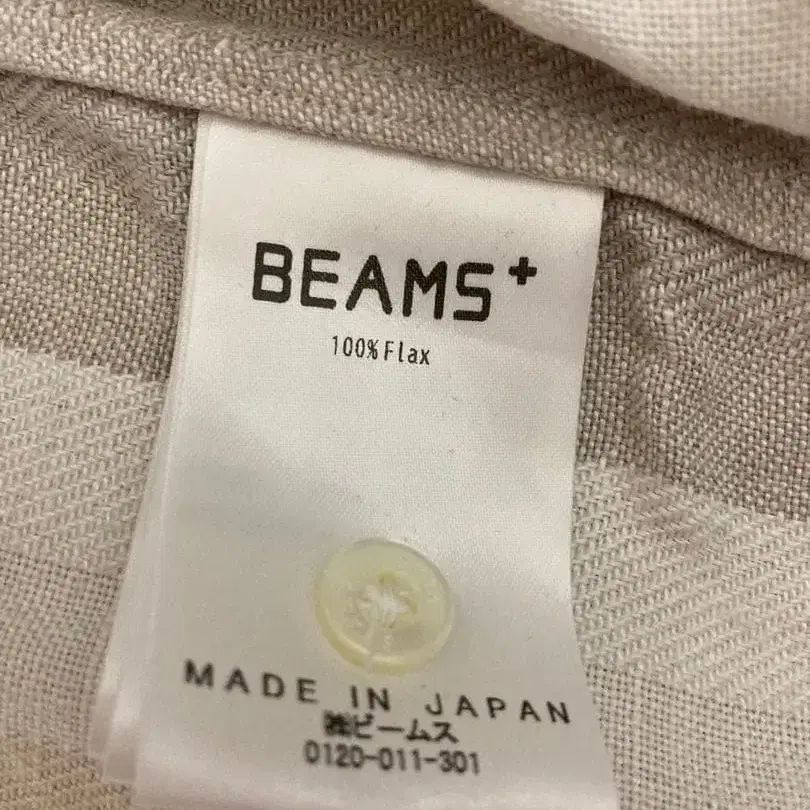 BEAMS+
100%Flax
MADE IN JAPAN
㈱ビームス
0120-011-301